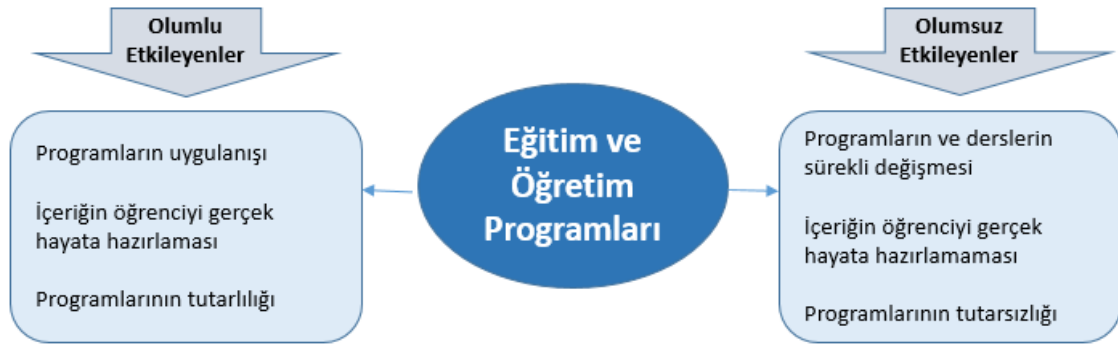 Olumlu
Etkileyenler
Programların uygulanışı
İçeriğin öğrenciyi gerçek
hayata hazırlaması
Programlarının tutarlılığı
Eğitim ve
Öğretim
Programları
Olumsuz
Etkileyenler
Programların ve derslerin
sürekli değişmesi
İçeriğin öğrenciyi gerçek
hayata hazırlamaması
Programlarının tutarsızlığı